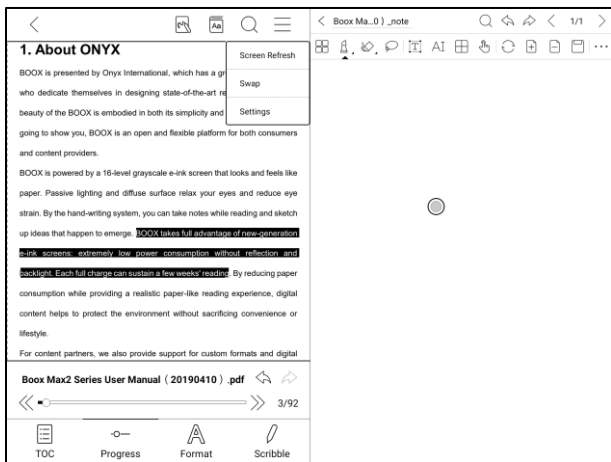 Aa
< Boox Ma...0 ) _note
1/1
1. About ONYX
BOOX is presented by Onyx International, which has a gr
who dedicate themselves in designing state-of-the-art re
beauty of the BOOX is embodied in both its simplicity and
going to show you, BOOX is an open and flexible platform for both consumers
and content providers.
BOOX is powered by a 16-level grayscale e-ink screen that looks and feels like
paper. Passive lighting and diffuse surface relax your eyes and reduce eye
strain. By the hand-writing system, you can take notes while reading and sketch
up ideas that happen to emerge. BOOX takes full advantage of new-generation
e-ink screens: extremely low power consumption without reflection and
backlight. Each full charge can sustain a few weeks' reading. By reducing paper
consumption while providing a realistic paper-like reading experience, digital
content helps to protect the environment without sacrificing convenience or
lifestyle.
For content partners, we also provide support for custom formats and digital
Screen Refresh
Swap
Settings
T
AI
Boox Max2 Series User Manual ( 20190410 ) .pdf
3/92
TOC
Progress
Format
Scribble